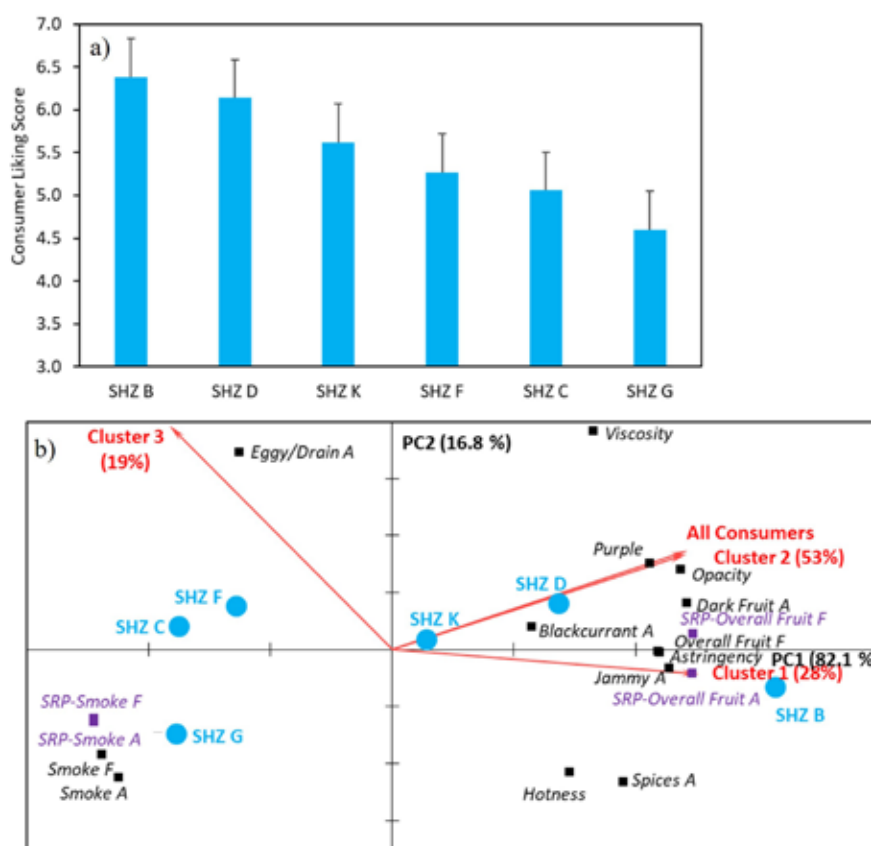 a)
Consumer Liking Score
7.0
6.5
6.0
5.5
5.0
4.5
4.0
3.5
3.0
SHZ B
SHZ D
SHZ K
SHZ F
SHZ C
SHZ G
b)
Cluster 3
(19%)
Eggy/Drain A
PC2 (16.8 %)
Viscosity
All Consumers
Cluster 2 (53%)
Purple
Opacity
SHZ D
Dark Fruit A
SHZ F
SRP-Overall Fruit F
SHZ C
SHZ K
Blackcurrant A
Overall Fruit F
Astringency
PC1 (82.1 %
Jammy A
Cluster 1 (28%)
SRP-Smoke F
SRP-Overall Fruit A
SHZ B
SRP-Smoke A
SHZ G
Smoke F
Smoke A
Hotness
Spices A